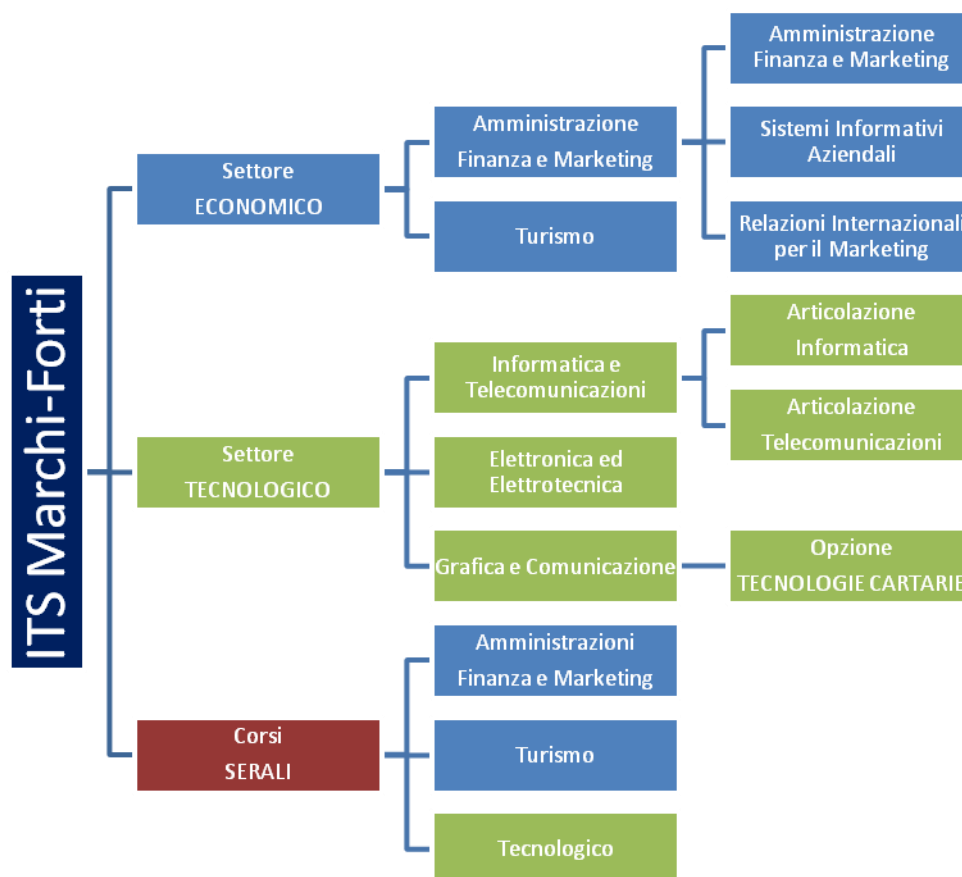 ITS Marchi-Forti
Settore
ECONOMICO
Amministrazione
Finanza e Marketing
Amministrazione
Finanza e Marketing
Sistemi Informativi
Aziendali
Relazioni Internazionali
per il Marketing
Turismo
Settore
TECNOLOGICO
Informatica e
Telecomunicazioni
Articolazione
Informatica
Articolazione
Telecomunicazioni
Elettronica ed
Elettrotecnica
Grafica e Comunicazione
Opzione
TECNOLOGIE CARTARIE
Corsi
SERALI
Amministrazioni
Finanza e Marketing
Turismo
Tecnologico